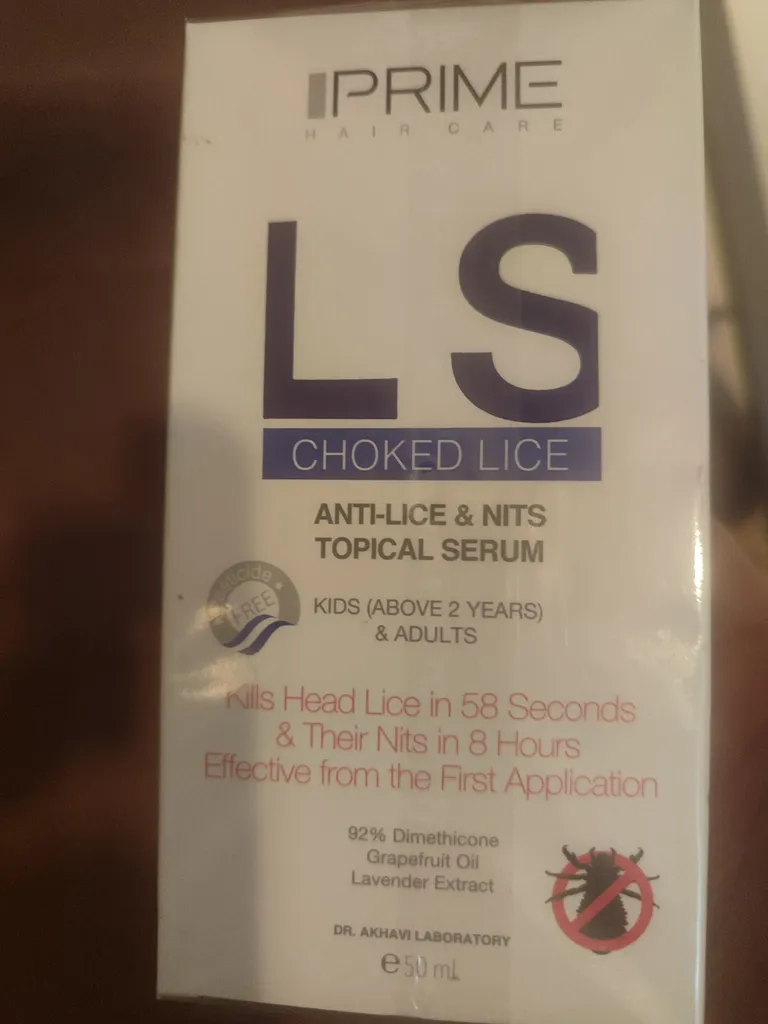 PRIME
HAIR CARE
LS
CHOKED LICE
ANTI-LICE & NITS
TOPICAL SERUM
FREE
KIDS (ABOVE 2 YEARS)
& ADULTS
Kills Head Lice in 58 Seconds
& Their Nits in 8 Hours
Effective from the First Application
92% Dimethicone
Grapefruit Oil
Lavender Extract
DR. AKHAVI LABORATORY
℮50 mL